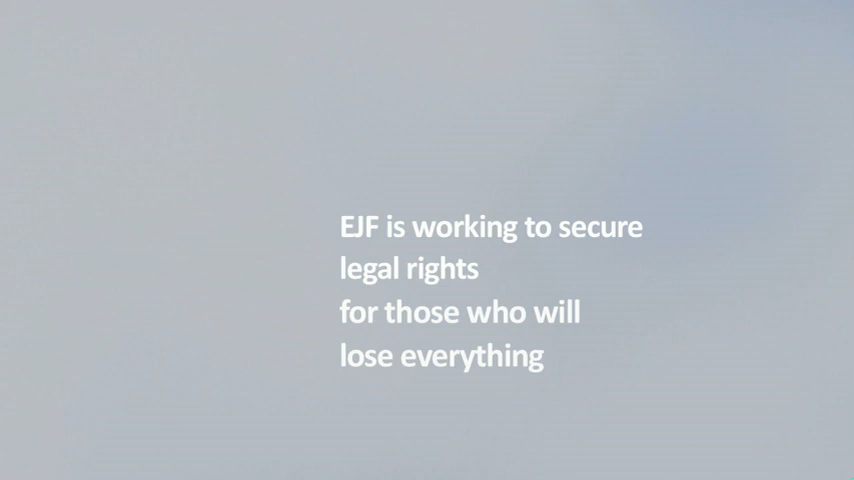 EJF is working to secure
legal rights
for those who will
lose everything